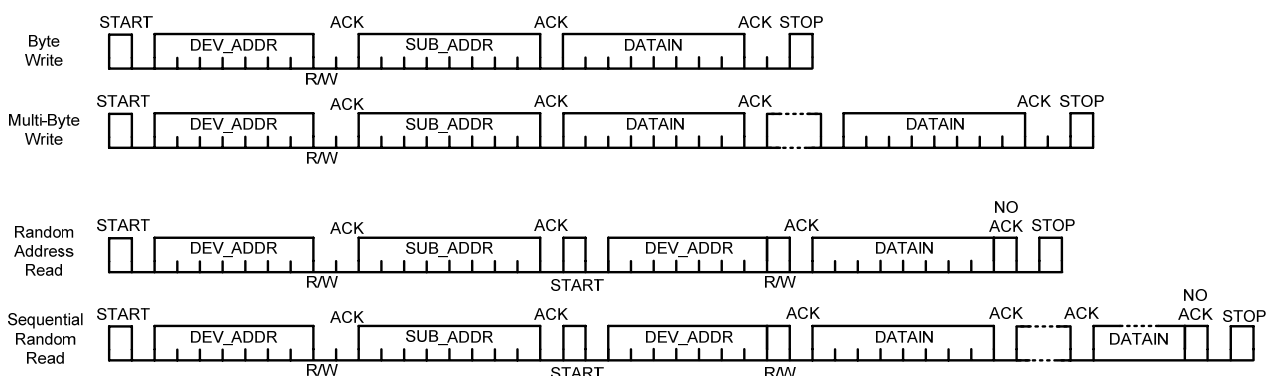 START ACK ACK ACK STOP
Byte
Write
DEV_ADDR SUB_ADDR DATAIN
R/W
START ACK ACK ACK ACK STOP
Multi-Byte
Write
DEV_ADDR SUB_ADDR DATAIN DATAIN
R/W
NO
START ACK ACK ACK ACK STOP
Random
Address
Read
DEV_ADDR SUB_ADDR DEV_ADDR DATAIN
R/W START R/W
NO
START ACK ACK ACK ACK ACK ACK STOP
Sequential
Random
Read
DEV_ADDR SUB_ADDR DEV_ADDR DATAIN DATAIN
R/W START R/W